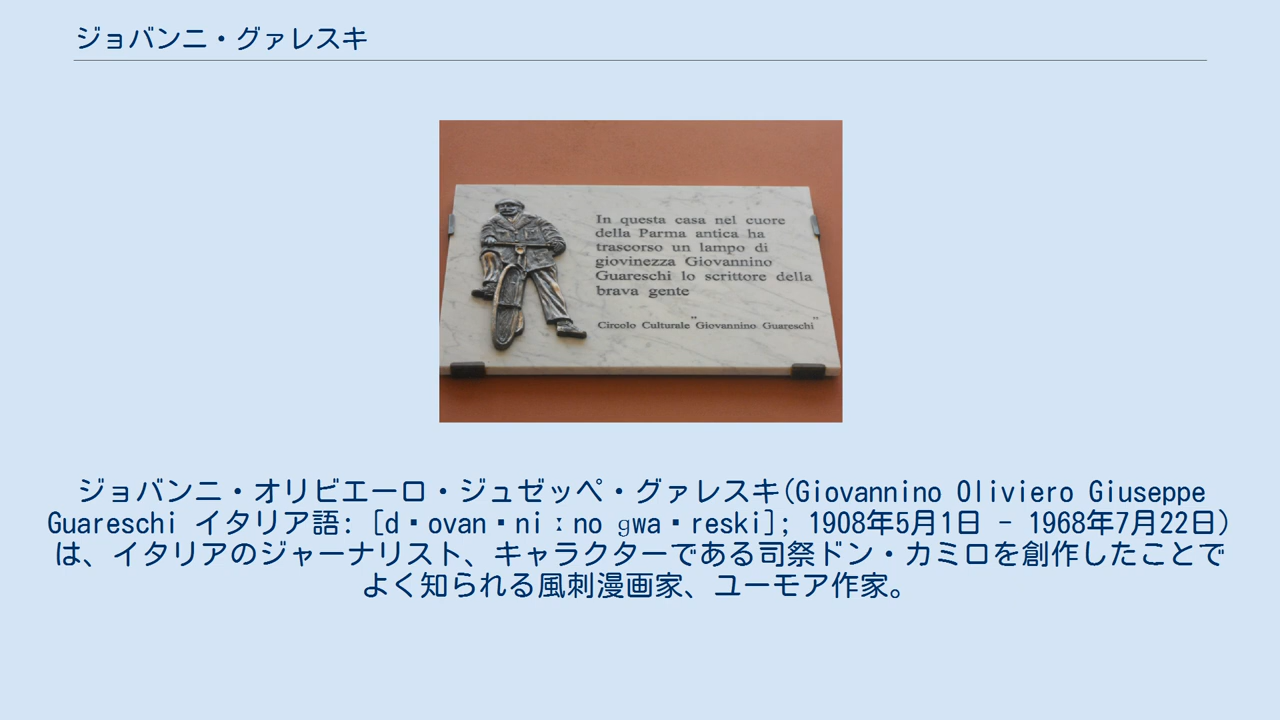 ジョバンニ・グァレスキ
In questa casa nel cuore
della Parma antica ha
trascorso un lampo di
giovinezza Giovannino
Guareschi lo scrittore della
brava gente
Circolo Culturale "Giovannino Guareschi"
ジョバンニ・オリビエーロ・ジュゼッペ・グァレスキ(Giovannino Oliviero Giuseppe
Guareschi イタリア語: [d▪ovan▪niːno ɡwa▪reski]; 1908年5月1日 – 1968年7月22日)
は、イタリアのジャーナリスト、キャラクターである司祭ドン・カミロを創作したことで
よく知られる風刺漫画家、ユーモア作家。